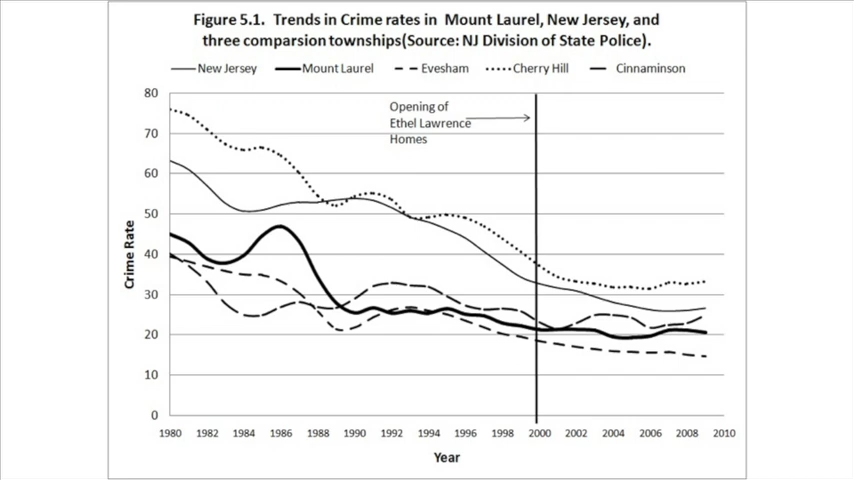 Figure 5.1. Trends in Crime rates in Mount Laurel, New Jersey, and
three comparsion townships(Source: NJ Division of State Police).
New Jersey Mount Laurel Evesham Cherry Hill Cinnaminson
80
70
60
50
40
30
20
10
0
Crime Rate
Opening of
Ethel Lawrence
Homes
1980 1982 1984 1986 1988 1990 1992 1994 1996 1998 2000 2002 2004 2006 2008 2010
Year